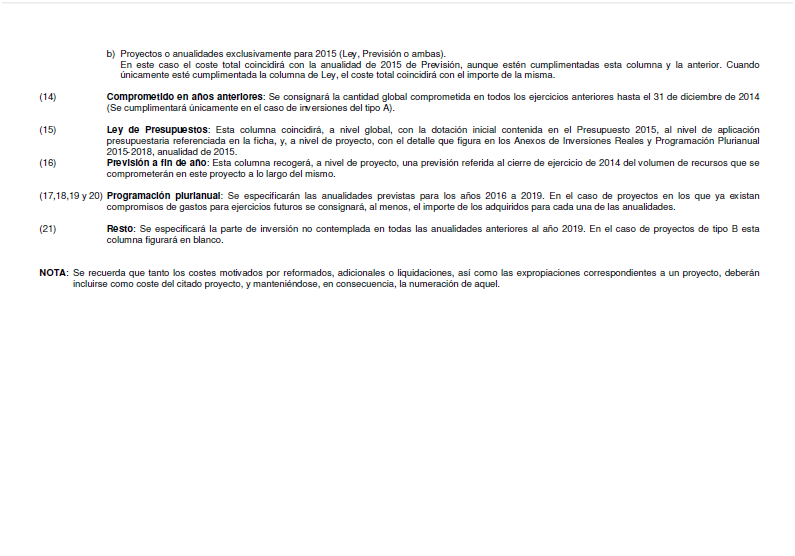 b) Proyectos o anualidades exclusivamente para 2015 (Ley, Previsión o ambas).
En este caso el coste total coincidirá con la anualidad de 2015 de Previsión, aunque estén cumplimentadas esta columna y la anterior. Cuando
únicamente esté cumplimentada la columna de Ley, el coste total coincidirá con el importe de la misma.
(14) Comprometido en años anteriores: Se consignará la cantidad global comprometida en todos los ejercicios anteriores hasta el 31 de diciembre de 2014
(Se cumplimentará únicamente en el caso de inversiones del tipo A).
(15) Ley de Presupuestos: Esta columna coincidirá, a nivel global, con la dotación inicial contenida en el Presupuesto 2015, al nivel de aplicación
presupuestaria referenciada en la ficha, y, a nivel de proyecto, con el detalle que figura en los Anexos de Inversiones Reales y Programación Plurianual
2015-2018, anualidad de 2015.
(16) Previsión a fin de año: Esta columna recogerá, a nivel de proyecto, una previsión referida al cierre de ejercicio de 2014 del volumen de recursos que se
comprometerán en este proyecto a lo largo del mismo.
(17,18,19 y 20) Programación plurianual: Se especificarán las anualidades previstas para los años 2016 a 2019. En el caso de proyectos en los que ya existan
compromisos de gastos para ejercicios futuros se consignará, al menos, el importe de los adquiridos para cada una de las anualidades.
(21) Resto: Se especificará la parte de inversión no contemplada en todas las anualidades anteriores al año 2019. En el caso de proyectos de tipo B esta
columna figurará en blanco.
NOTA: Se recuerda que tanto los costes motivados por reformados, adicionales o liquidaciones, así como las expropiaciones correspondientes a un proyecto, deberán
incluirse como coste del citado proyecto, y manteniéndose, en consecuencia, la numeración de aquel.